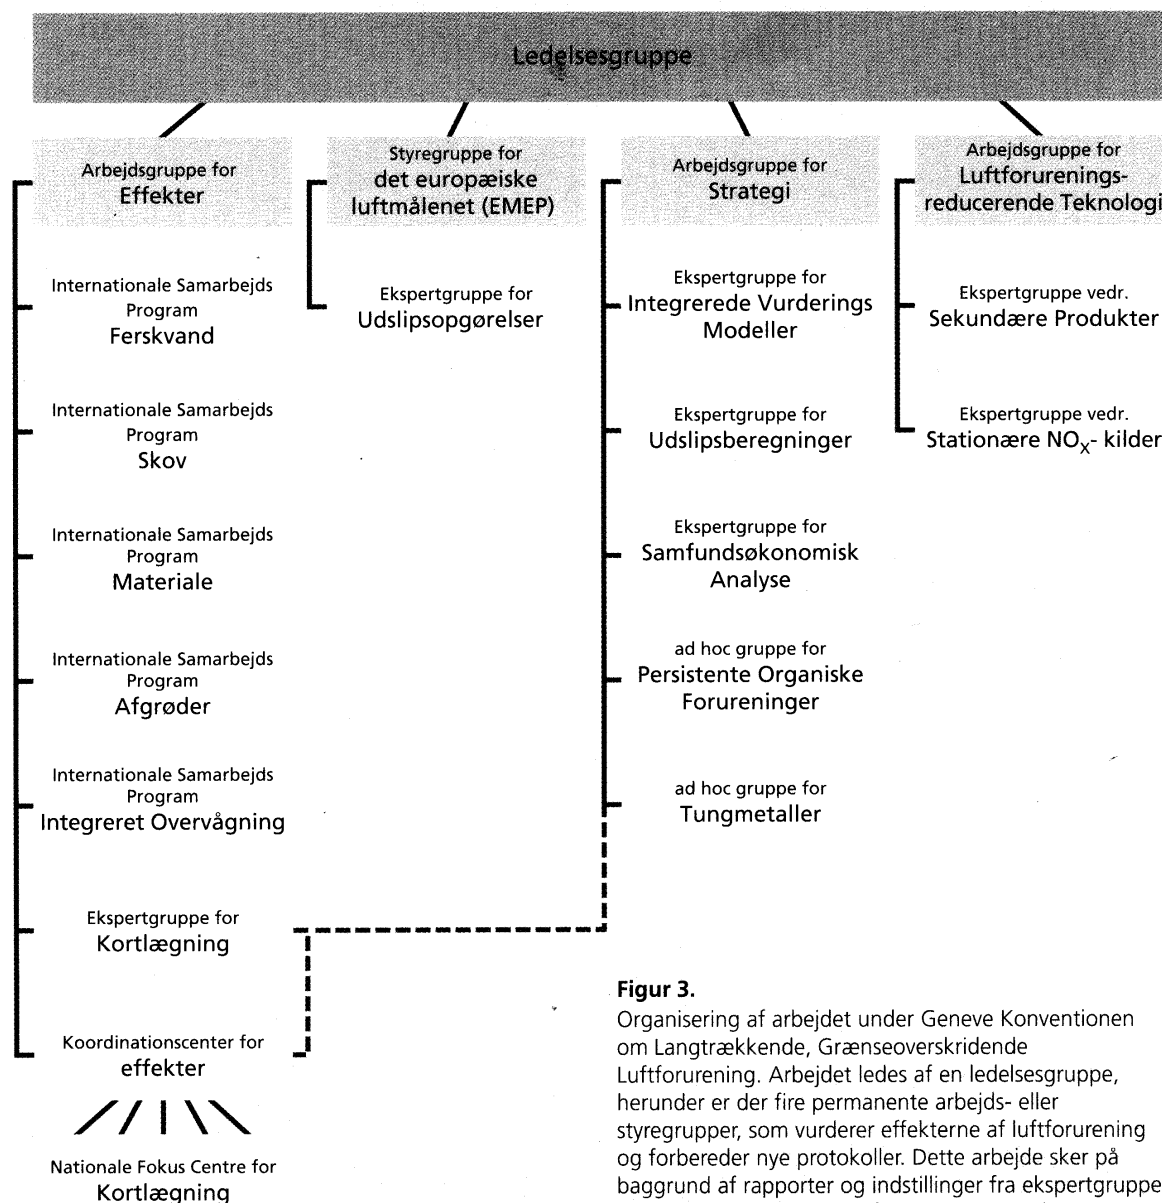 Ledelsesgruppe
Arbejdsgruppe for
Effekter
Internationale Samarbejds
Program
Ferskvand
Internationale Samarbejds
Program
Skov
Internationale Samarbejds
Program
Materiale
Internationale Samarbejds
Program
Afgrøder
Internationale Samarbejds
Program
Integreret Overvågning
Ekspertgruppe for
Kortlægning
Koordinationscenter for
effekter
Nationale Fokus Centre for
Kortlægning
Styregruppe for
det europæiske
luftmålenet (EMEP)
Ekspertgruppe for
Udslipsopgørelser
Arbejdsgruppe for
Strategi
Ekspertgruppe for
Integrerede Vurderings
Modeller
Ekspertgruppe for
Udslipsberegninger
Ekspertgruppe for
Samfundsøkonomisk
Analyse
ad hoc gruppe for
Persistente Organiske
Forureninger
ad hoc gruppe for
Tungmetaller
Arbejdsgruppe for
Luftforurenings-
reducerende Teknologi
Ekspertgruppe vedr.
Sekundære Produkter
Ekspertgruppe vedr.
Stationære NOX- kilder
Figur 3.
Organisering af arbejdet under Geneve Konventionen
om Langtrækkende, Grænseoverskridende
Luftforurening. Arbejdet ledes af en ledelsesgruppe,
herunder er der fire permanente arbejds- eller
styregrupper, som vurderer effekterne af luftforurening
og forbereder nye protokoller. Dette arbejde sker på
baggrund af rapporter og indstillinger fra ekspertgruppe